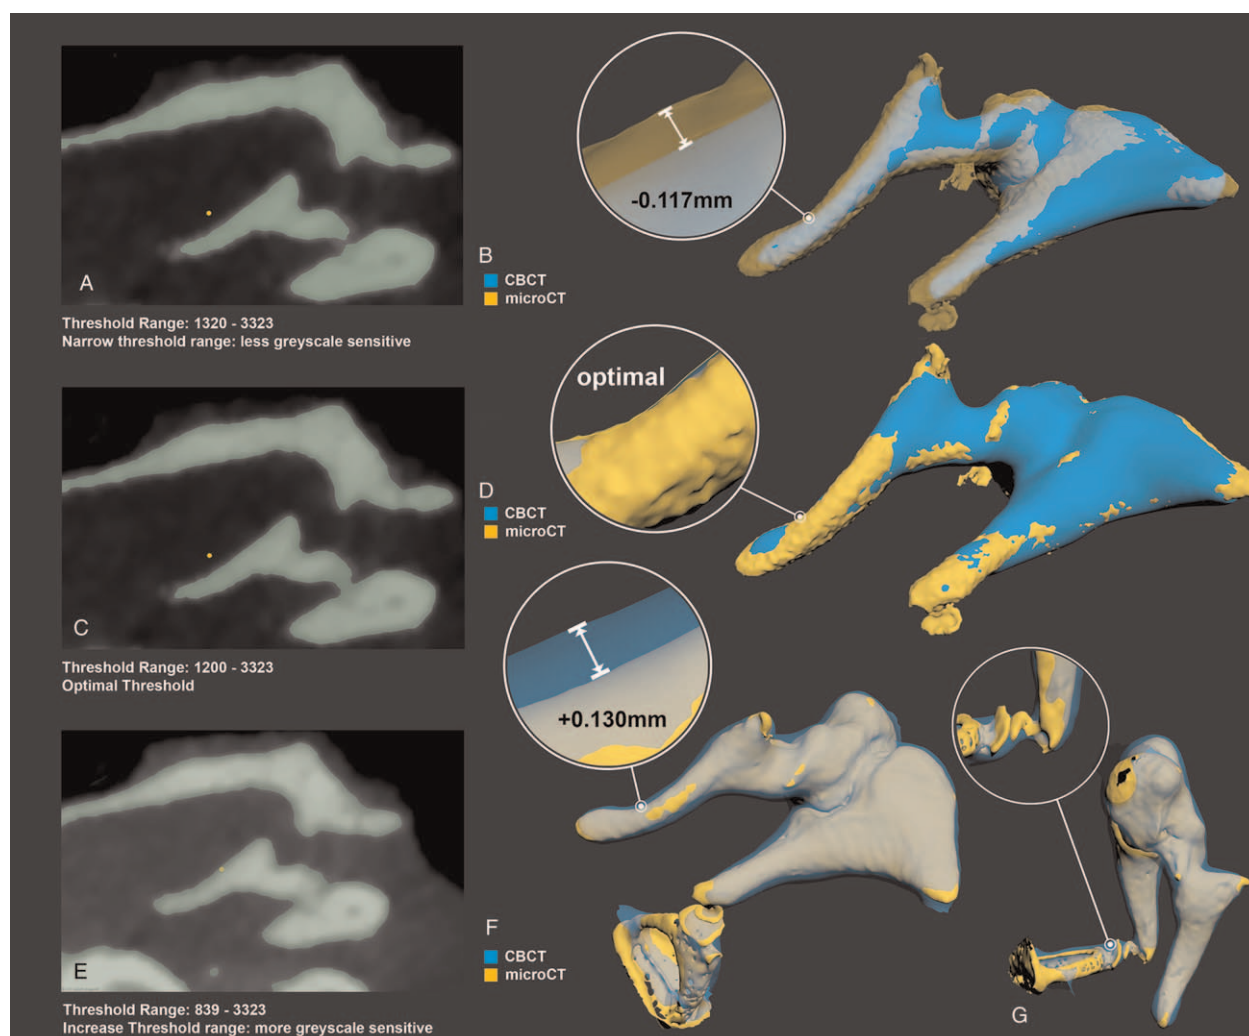 A
Threshold Range: 1320 - 3323
Narrow threshold range: less greyscale sensitive
-0.117mm
B
CBCT
microCT
C
Threshold Range: 1200 - 3323
Optimal Threshold
optimal
D
CBCT
microCT
E
Threshold Range: 839 - 3323
Increase Threshold range: more greyscale sensitive
+0.130mm
F
CBCT
microCT
G